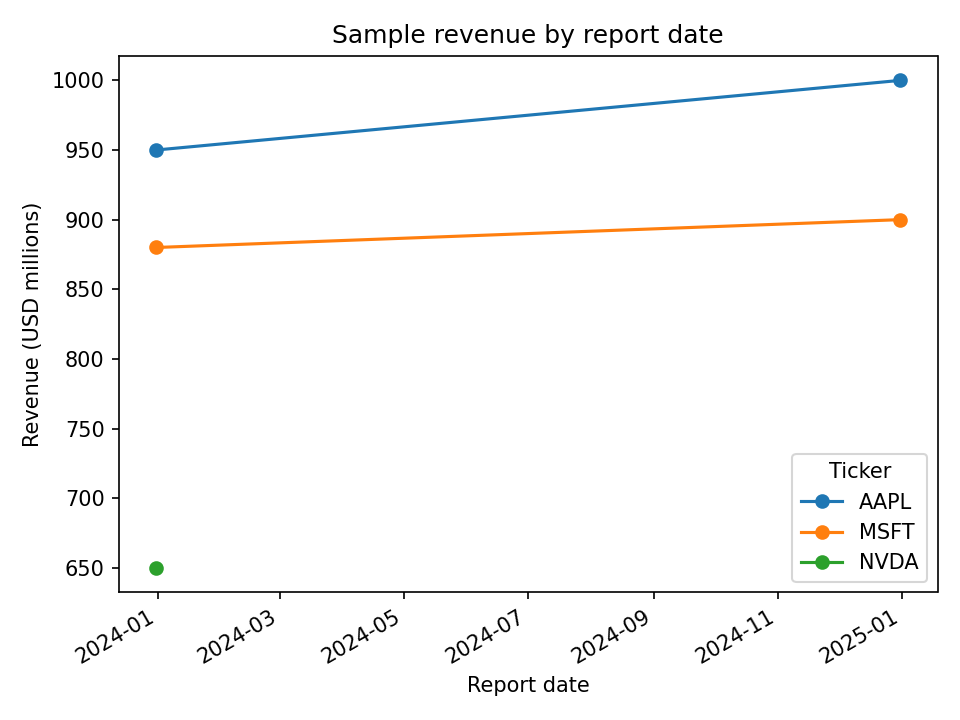 Sample revenue by report date
Revenue (USD millions)
1000
950
900
850
800
750
700
650
Ticker
AAPL
MSFT
NVDA
2024-01
2024-03
2024-05
2024-07
2024-09
2024-11
2025-01
Report date